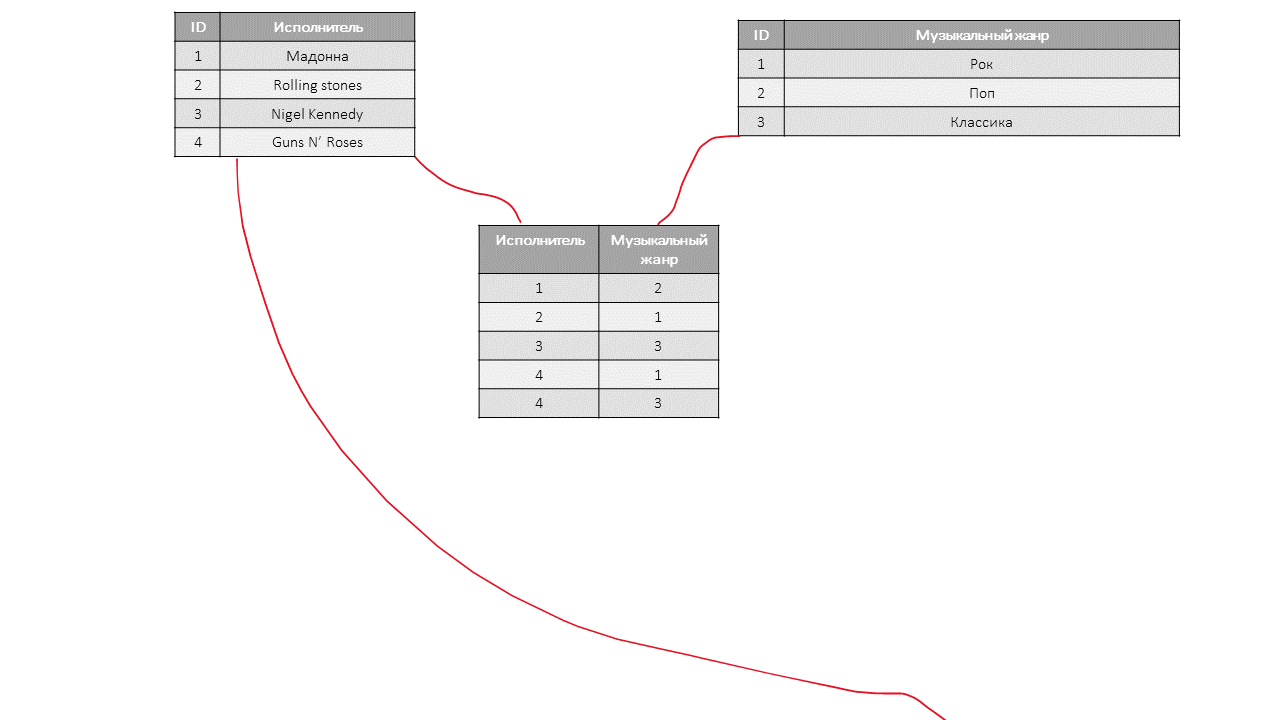 ID Исполнитель
1 Мадонна
2 Rolling stones
3 Nigel Kennedy
4 Guns N’ Roses
ID Музыкальный жанр
1 Рок
2 Поп
3 Классика
Исполнитель Музыкальный
жанр
1 2
2 1
3 3
4 1
4 3